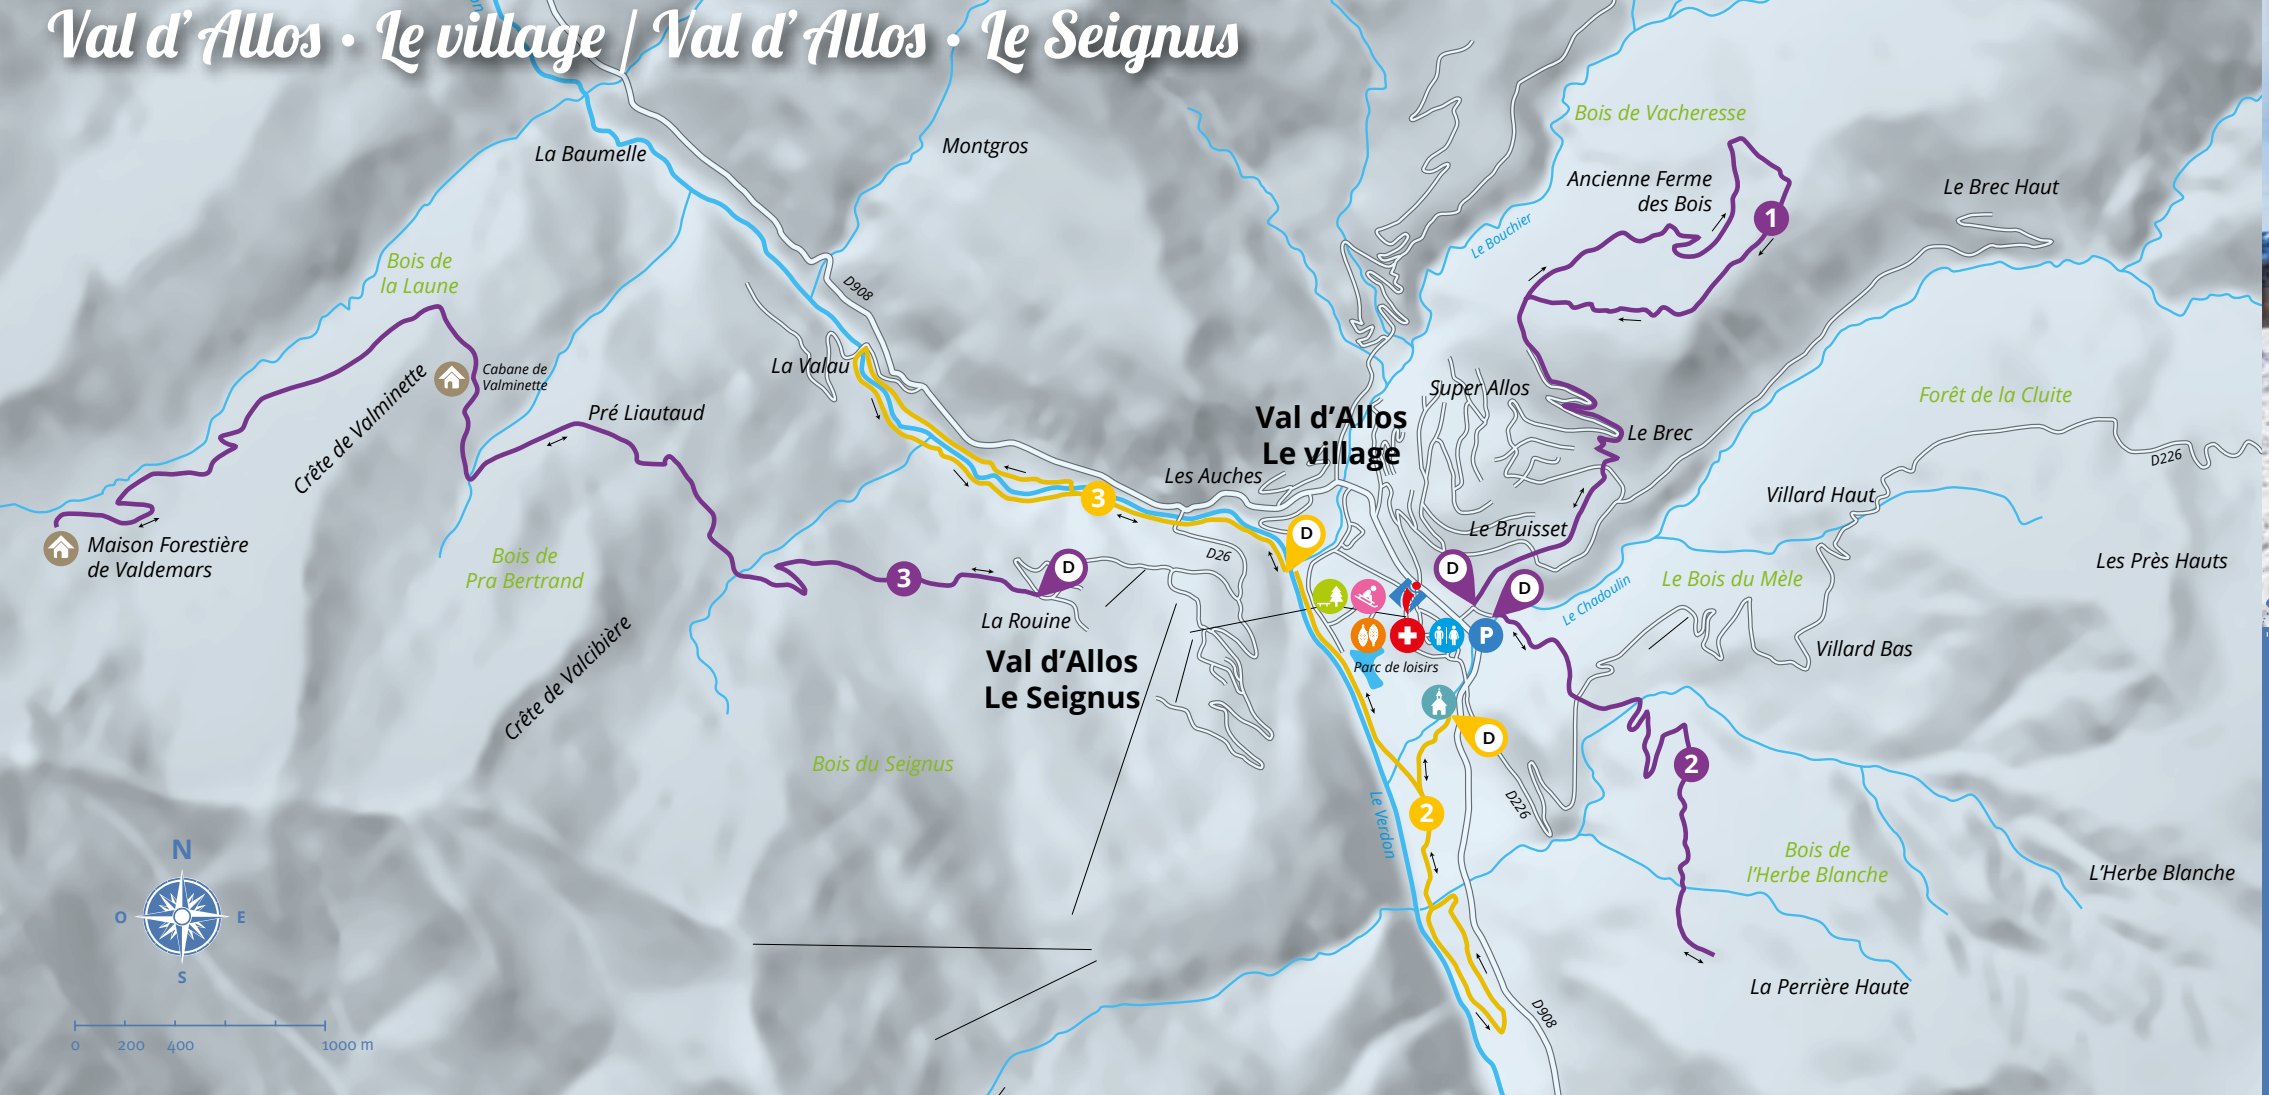 Val d'Allos • Le village / Val d'Allos • Le Seignus
La Baumelle
Montgros
Bois de Vacheresse
Ancienne Ferme
des Bois
Le Brec Haut
1
Le Bouchier
Bois de
la Laune
D908
La Valau
Cabane de
Valminette
Crête de Valminette
Pré Liautaud
Super Allos
Val d'Allos
Le village
Le Brec
Forêt de la Cluite
D226
Les Auches
Villard Haut
3
Le Bruisset
D
Maison Forestière
de Valdemars
Bois de
Pra Bertrand
D26
D
3
D
D
Le Bois du Mèle
Les Près Hauts
Le Chadoulin
La Rouine
P
Villard Bas
Val d'Allos
Le Seignus
Parc de loisirs
Crête de Valcibière
D
Bois du Seignus
2
2
Le Verdon
D226
Bois de
l'Herbe Blanche
L'Herbe Blanche
La Perrière Haute
D908
N
O
E
S
0
200
400
1000 m